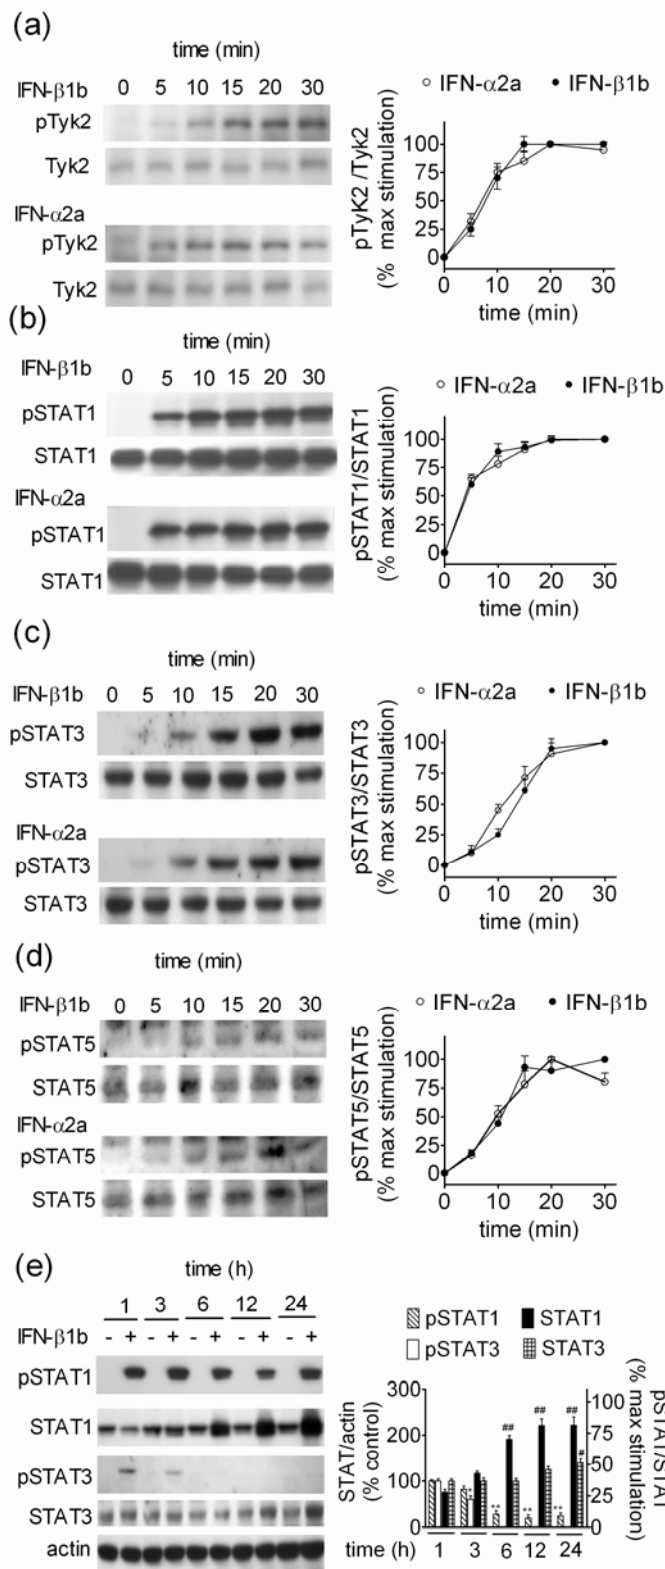 (a)
time (min)
IFN-β1b 0 5 10 15 20 30
pTyk2
Tyk2
IFN-α2a
pTyk2
Tyk2
○ IFN-α2a ● IFN-β1b
pTyK2 /Tyk2
(% max stimulation)
100
75
50
25
0
0 10 20 30
time (min)
(b)
time (min)
IFN-β1b 0 5 10 15 20 30
pSTAT1
STAT1
IFN-α2a
pSTAT1
STAT1
○ IFN-α2a ● IFN-β1b
pSTAT1/STAT1
(% max stimulation)
100
75
50
25
0
0 10 20 30
time (min)
(c)
time (min)
IFN-β1b 0 5 10 15 20 30
pSTAT3
STAT3
IFN-α2a
pSTAT3
STAT3
○ IFN-α2a ● IFN-β1b
pSTAT3/STAT3
(% max stimulation)
100
75
50
25
0
0 10 20 30
time (min)
(d)
time (min)
IFN-β1b 0 5 10 15 20 30
pSTAT5
STAT5
IFN-α2a
pSTAT5
STAT5
○ IFN-α2a ● IFN-β1b
pSTAT5/STAT5
(% max stimulation)
100
75
50
25
0
0 10 20 30
time (min)
(e)
time (h)
1 3 6 12 24
IFN-β1b - + - + - + - + - +
pSTAT1
STAT1
pSTAT3
STAT3
actin
pSTAT1 STAT1
pSTAT3 STAT3
STAT/actin
(% control)
300
200
100
0
* ** ** **
## ## ## #
100
75
50
25
0
pSTAT/STAT
(% max stimulation)
time (h) 1 3 6 12 24